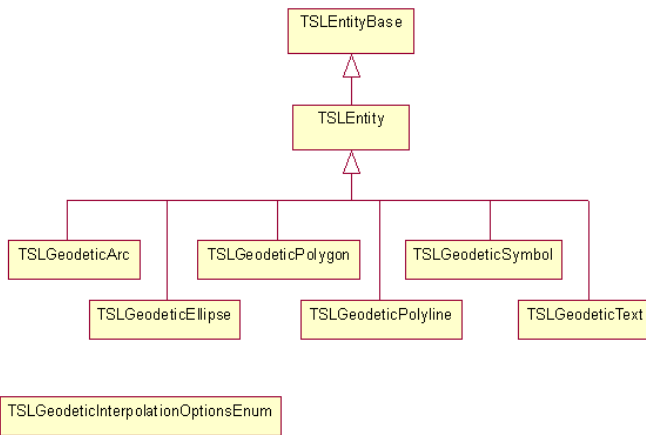 TSLEntityBase
TSLEntity
TSLGeodeticArc
TSLGeodeticPolygon
TSLGeodeticSymbol
TSLGeodeticEllipse
TSLGeodeticPolyline
TSLGeodeticText
TSLGeodeticInterpolationOptionsEnum